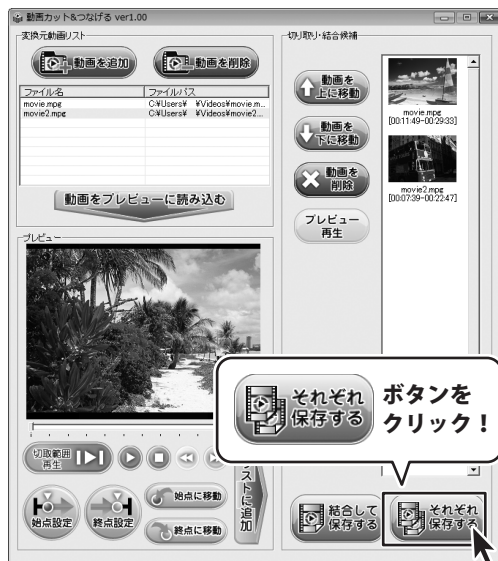 動画カット&つなげる ver1.00
変換元動画リスト
動画を追加
動画を削除
ファイル名
ファイルパス
movie.mpg
C:¥Users¥ ¥Videos¥movie.m...
movie2.mpg
C:¥Users¥ ¥Videos¥movie2...
動画をプレビューに読み込む
プレビュー
切取範囲
再生
始点設定
終点設定
始点に移動
終点に移動
ストに追加
切り取り・結合候補
動画を
上に移動
動画を
下に移動
動画を
削除
プレビュー
再生
movie.mpg
[00:11:49-00:29:33]
movie2.mpg
[00:07:39-00:22:47]
それぞれ
保存する
ボタンを
クリック!
結合して
保存する
それぞれ
保存する